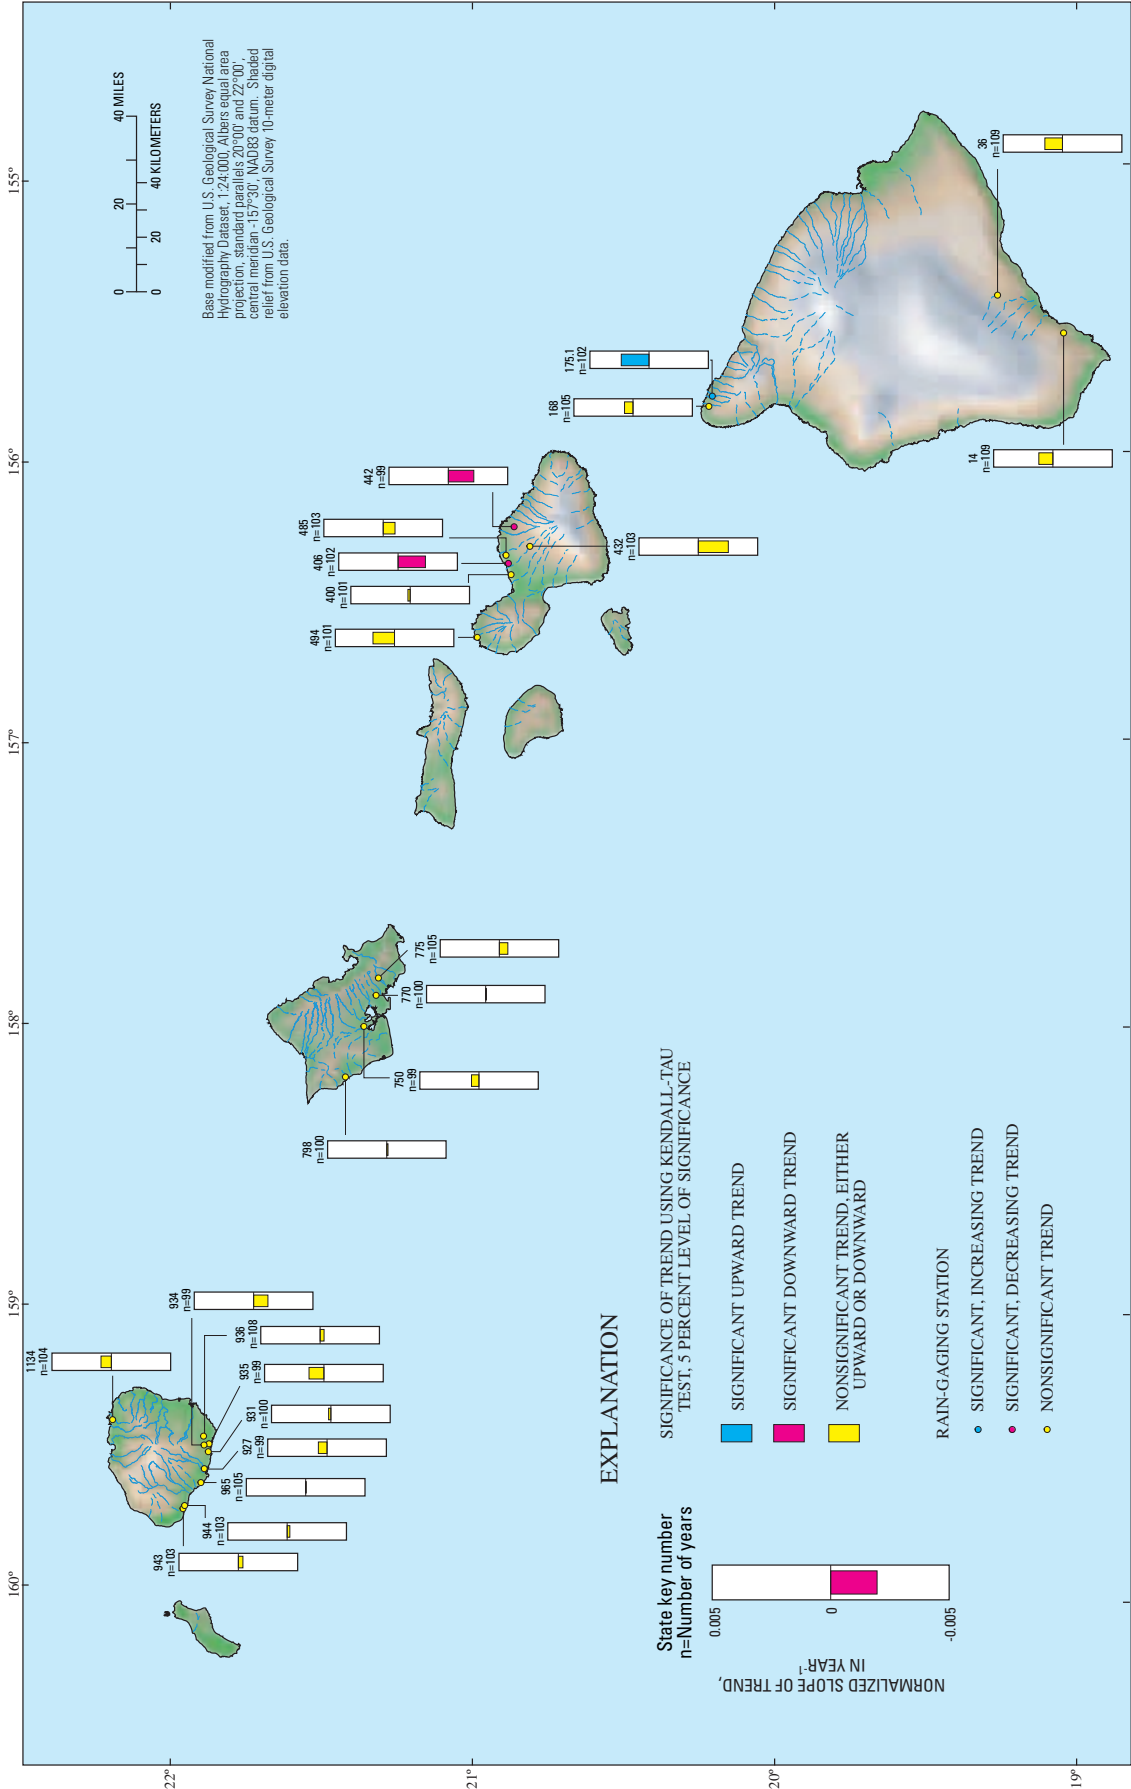 160°
159°
158°
157°
156°
155°
22°
21°
20°
19°
0 20 40 MILES
0 20 40 KILOMETERS
Base modified from U.S. Geological Survey National
Hydrography Dataset, 1:24:000, Albers equal area
projection, standard parallels 20°00' and 22°00',
central meridian -157°30', NAD83 datum. Shaded
relief from U.S. Geological Survey 10-meter digital
elevation data.
943
n=103
944
n=103
965
n=105
927
n=99
931
n=100
935
n=99
936
n=108
934
n=99
1134
n=104
798
n=100
750
n=99
770
n=100
775
n=105
494
n=101
400
n=101
406
n=102
485
n=103
442
n=99
432
n=103
168
n=105
175.1
n=102
14
n=109
36
n=109
EXPLANATION
State key number
n=Number of years
0.005
0
-0.005
NORMALIZED SLOPE OF TREND,
IN YEAR-1
SIGNIFICANCE OF TREND USING KENDALL-TAU
TEST, 5 PERCENT LEVEL OF SIGNIFICANCE
SIGNIFICANT UPWARD TREND
SIGNIFICANT DOWNWARD TREND
NONSIGNIFICANT TREND, EITHER
UPWARD OR DOWNWARD
RAIN-GAGING STATION
SIGNIFICANT, INCREASING TREND
SIGNIFICANT, DECREASING TREND
NONSIGNIFICANT TREND